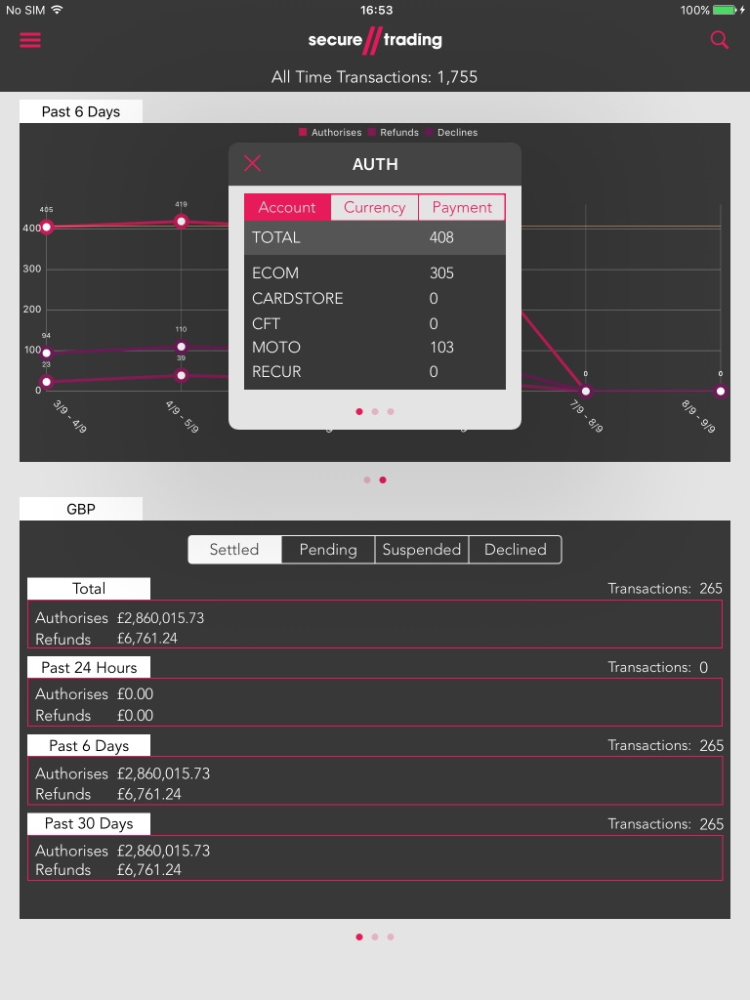 No SIM 16:53 100%
secure//trading
All Time Transactions: 1,755
Past 6 Days
Authorises Refunds Declines
AUTH
Account Currency Payment
TOTAL 408
ECOM 305
CARDSTORE 0
CFT 0
MOTO 103
RECUR 0
405 419
400
300
200
100
0
94 110
23 39
0 0
3/9 - 4/9 4/9 - 5/9 7/9 - 8/9 8/9 - 9/9
GBP
Settled Pending Suspended Declined
Total Transactions: 265
Authorises £2,860,015.73
Refunds £6,761.24
Past 24 Hours Transactions: 0
Authorises £0.00
Refunds £0.00
Past 6 Days Transactions: 265
Authorises £2,860,015.73
Refunds £6,761.24
Past 30 Days Transactions: 265
Authorises £2,860,015.73
Refunds £6,761.24